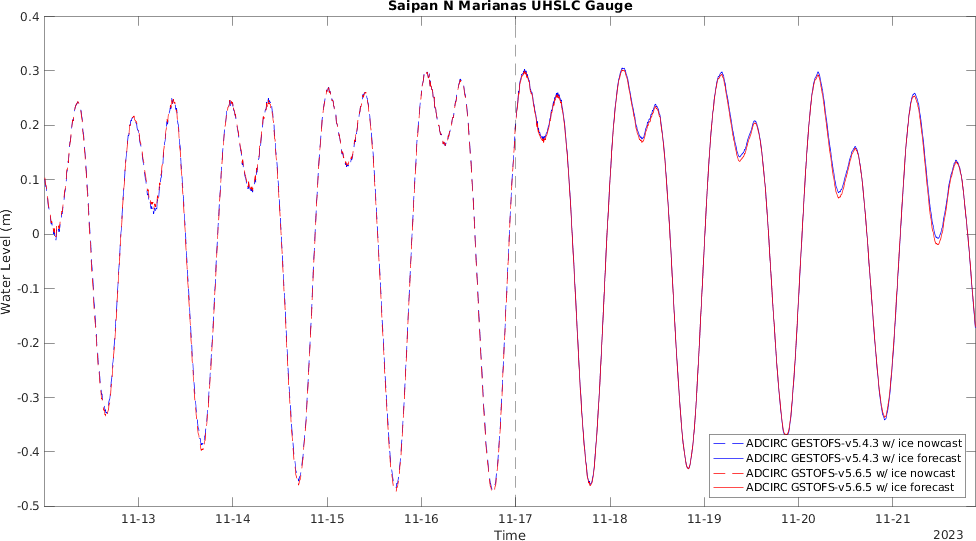 Saipan N Marianas UHSLC Gauge
0.4
0.3
0.2
0.1
0
-0.1
-0.2
-0.3
-0.4
-0.5
Water Level (m)
11-13 11-14 11-15 11-16 11-17 11-18 11-19 11-20 11-21
Time
2023
ADCIRC GESTOFS-v5.4.3 w/ ice nowcast
ADCIRC GESTOFS-v5.4.3 w/ ice forecast
ADCIRC GSTOFS-v5.6.5 w/ ice nowcast
ADCIRC GSTOFS-v5.6.5 w/ ice forecast